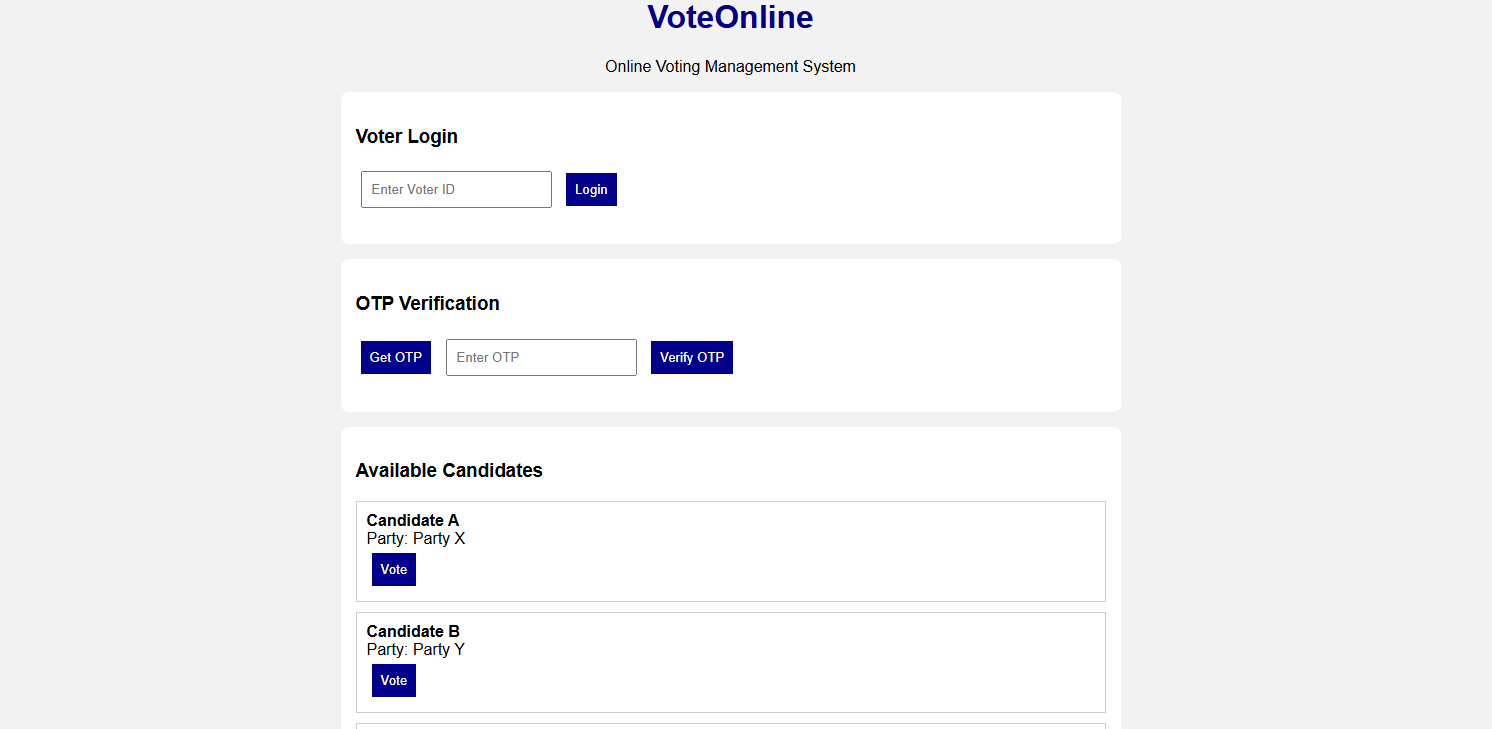 VoteOnline
Online Voting Management System
Voter Login
Enter Voter ID Login
OTP Verification
Get OTP Enter OTP Verify OTP
Available Candidates
Candidate A
Party: Party X
Vote
Candidate B
Party: Party Y
Vote